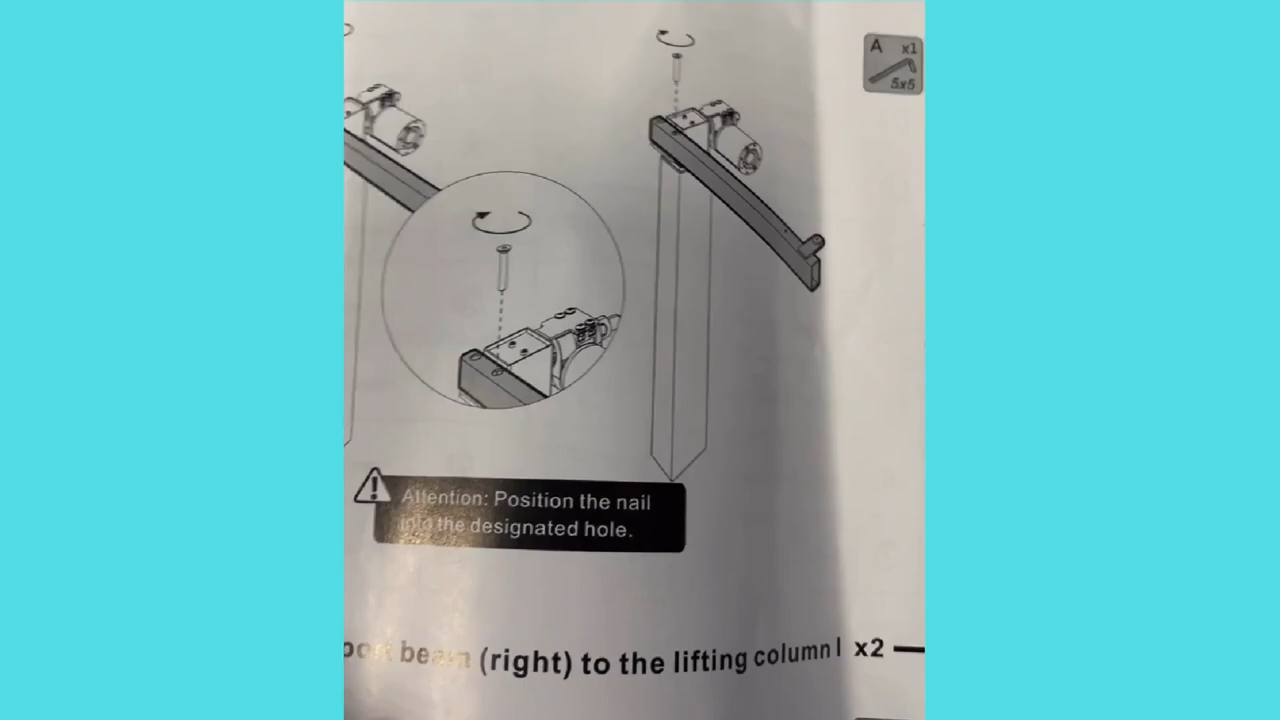 A x1
5x5
Attention: Position the nail
into the designated hole.
beam (right) to the lifting column x2